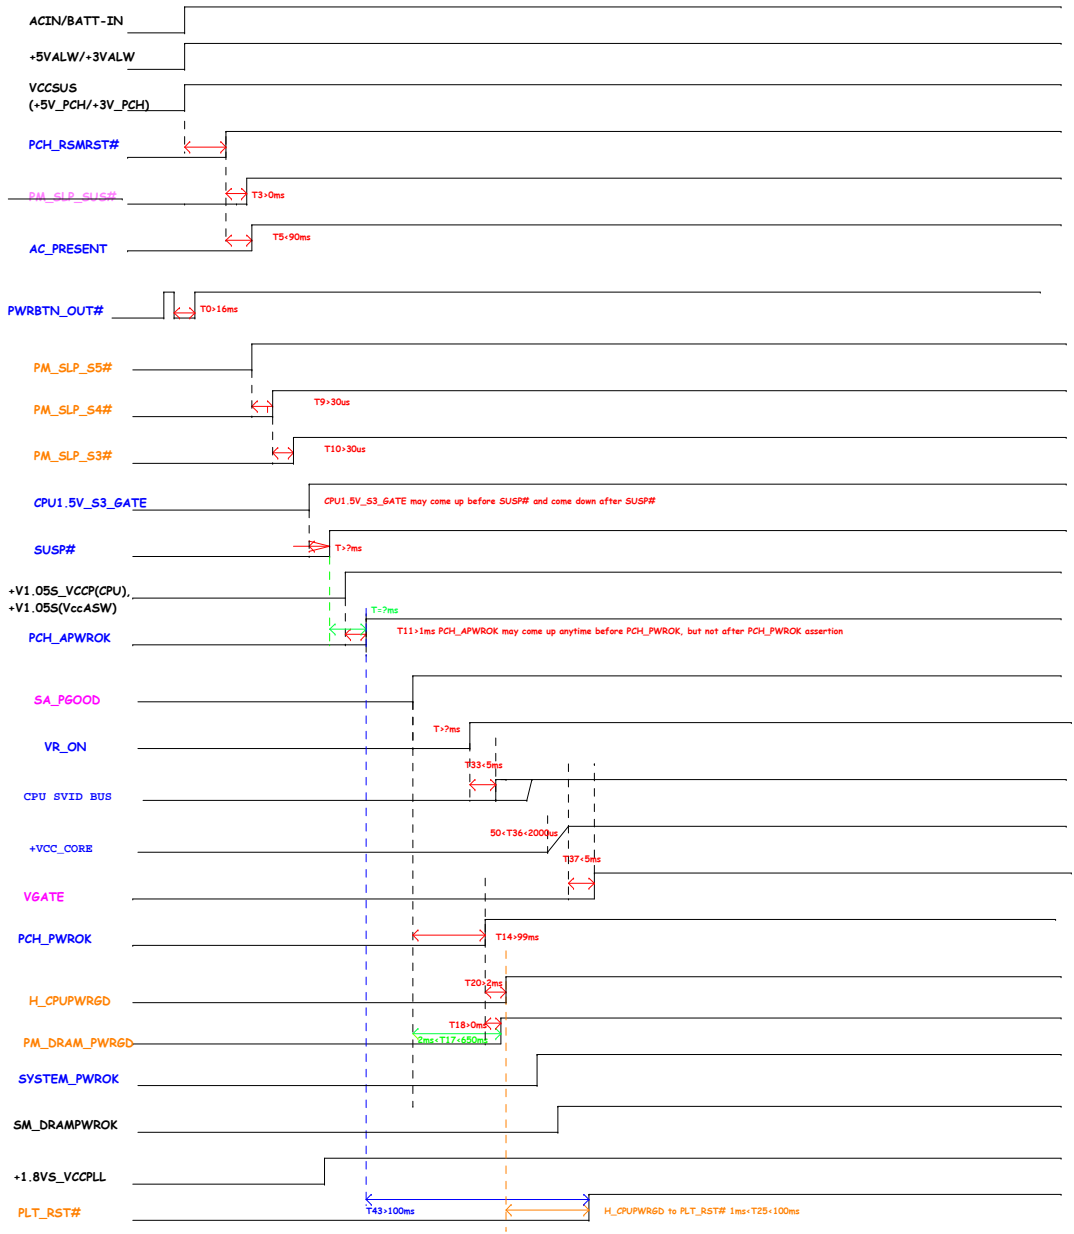 ACIN/BATT-IN
+5VALW/+3VALW
VCCSUS
(+5V_PCH/+3V_PCH)
PCH_RSMRST#
PM_SLP_SUS#
T3>0ms
AC_PRESENT
T5<90ms
PWRBTN_OUT#
T0>16ms
PM_SLP_S5#
PM_SLP_S4#
T9>30us
PM_SLP_S3#
T10>30us
CPU1.5V_S3_GATE
CPU1.5V_S3_GATE may come up before SUSP# and come down after SUSP#
SUSP#
T>?ms
+V1.05S_VCCP(CPU),
+V1.05S(VccASW)
T=?ms
PCH_APWROK
T11>1ms PCH_APWROK may come up anytime before PCH_PWROK, but not after PCH_PWROK assertion
SA_PGOOD
T>?ms
VR_ON
T33<5ms
CPU SVID BUS
50<T36<2000us
+VCC_CORE
T37<5ms
VGATE
PCH_PWROK
T14>99ms
T20>2ms
H_CPUPWRGD
T18>0ms
PM_DRAM_PWRGD
2ms<T17<650ms
SYSTEM_PWROK
SM_DRAMPWROK
+1.8VS_VCCPLL
PLT_RST#
T43>100ms
H_CPUPWRGD to PLT_RST# 1ms<T25<100ms